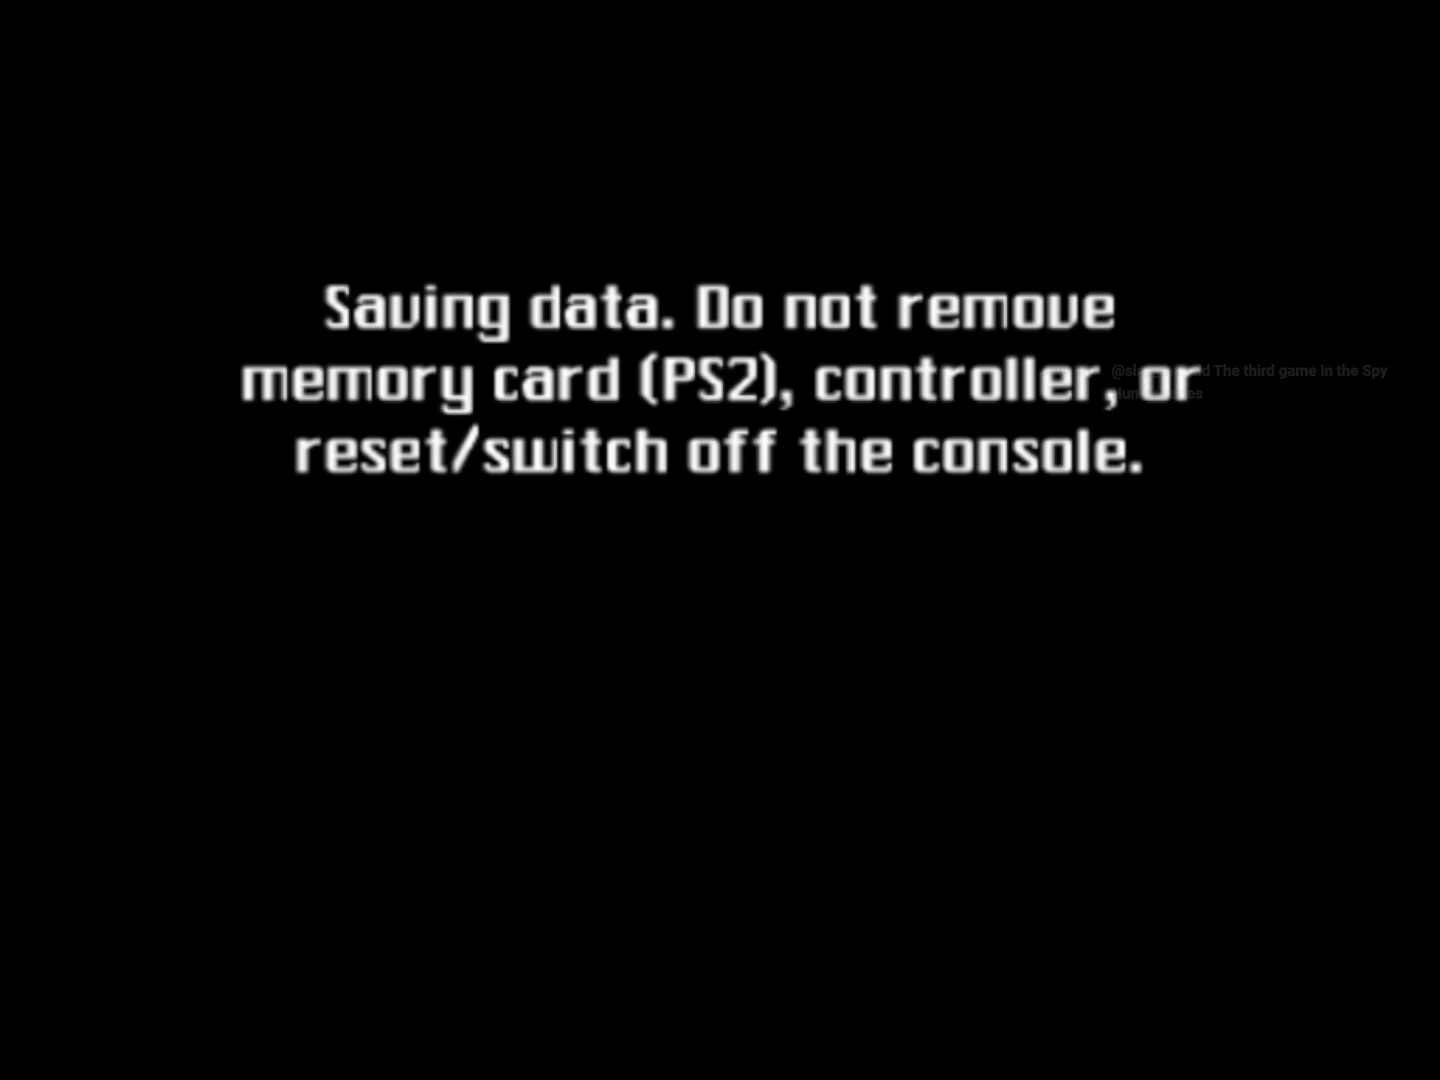 Saving data. Do not remove
memory card (PS2), controller, or
reset/switch off the console.
The third game in the Spy